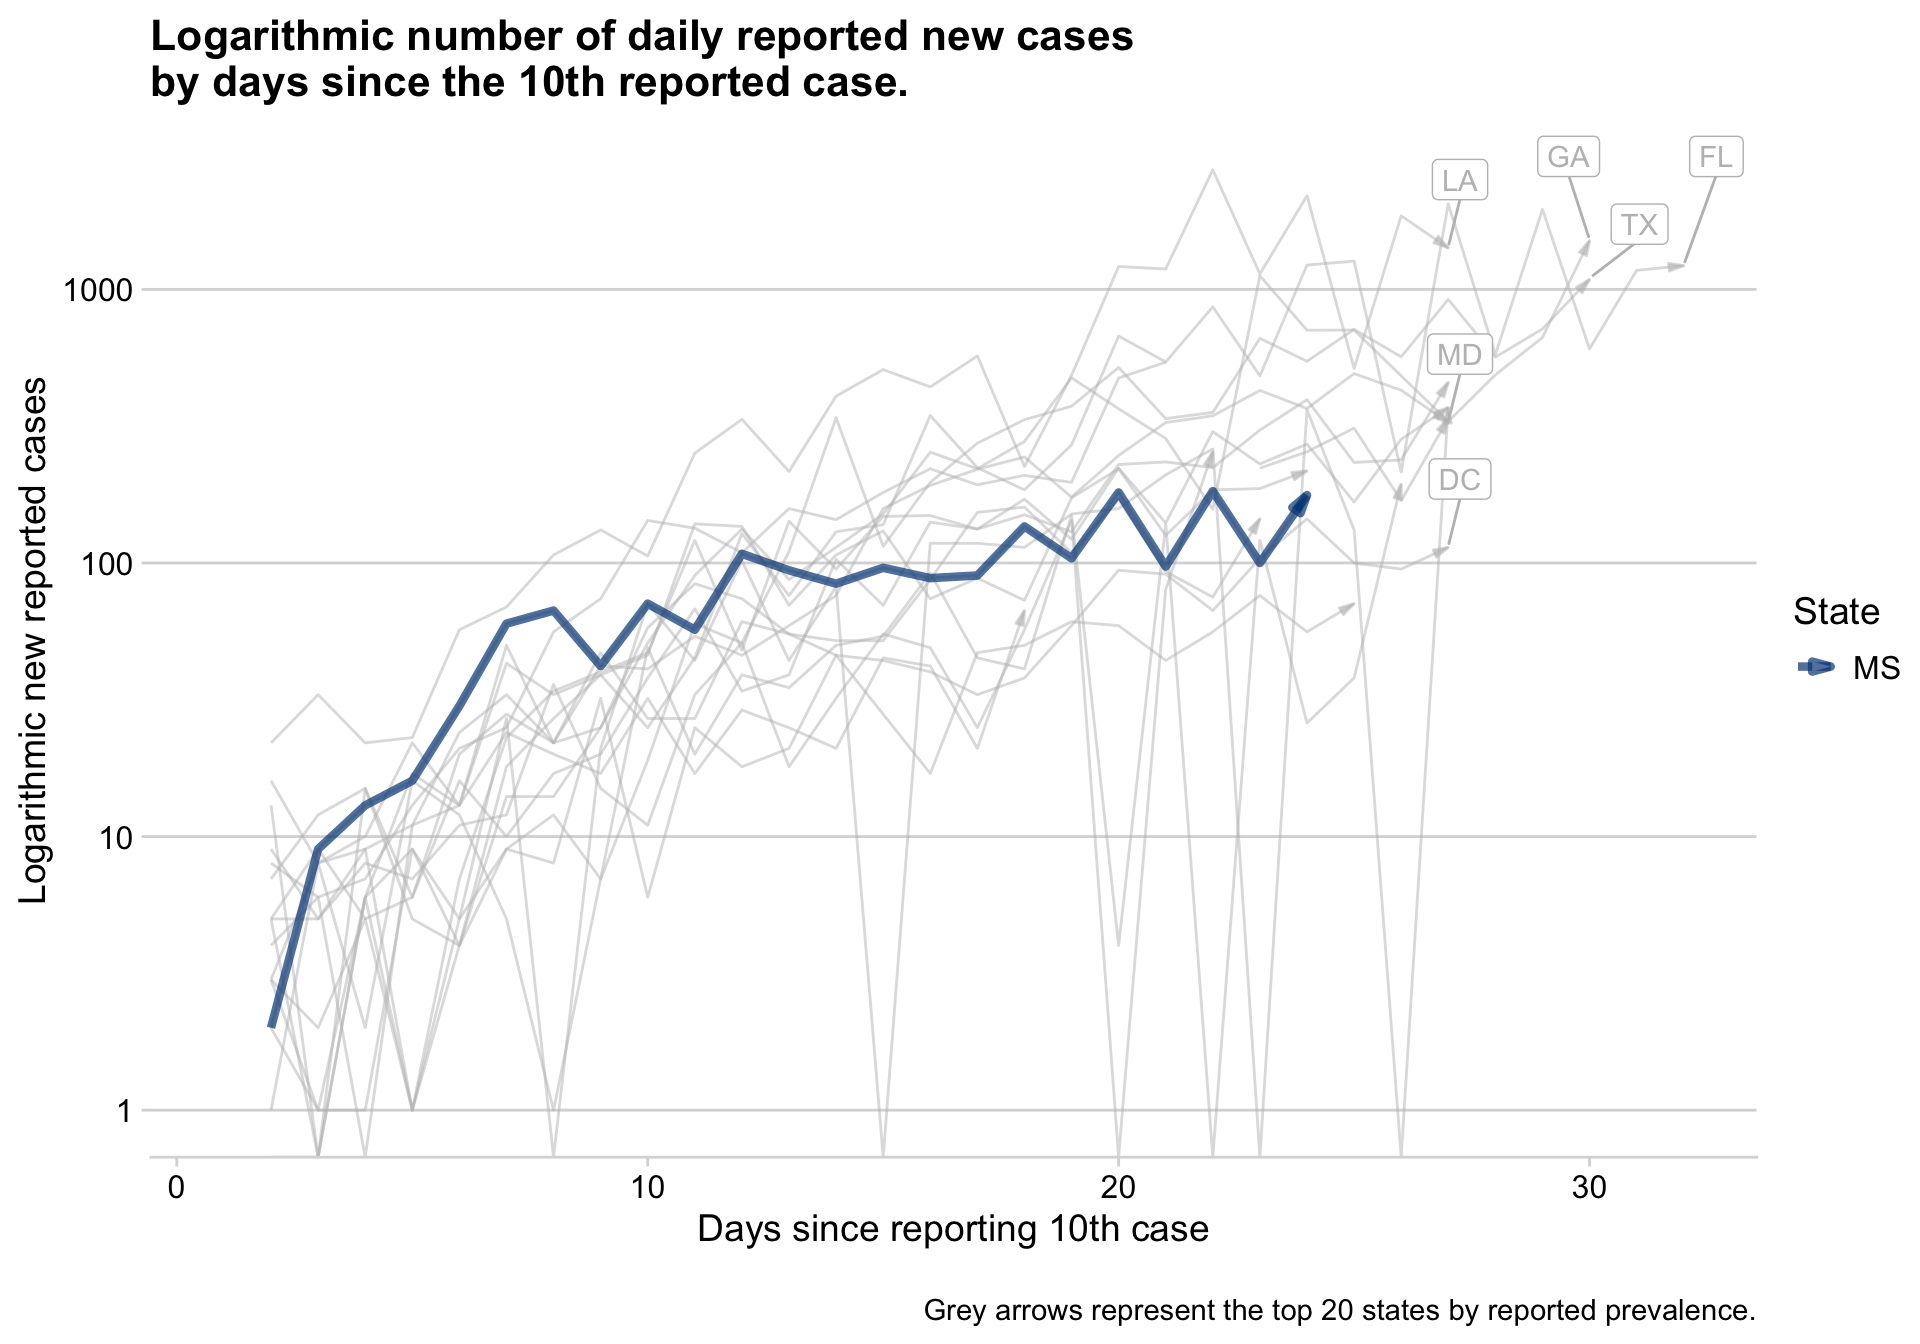 Logarithmic number of daily reported new cases
by days since the 10th reported case.
GA
FL
LA
TX
1000
MD
DC
100
10
1
Logarithmic new reported cases
State
MS
0
10
20
30
Days since reporting 10th case
Grey arrows represent the top 20 states by reported prevalence.